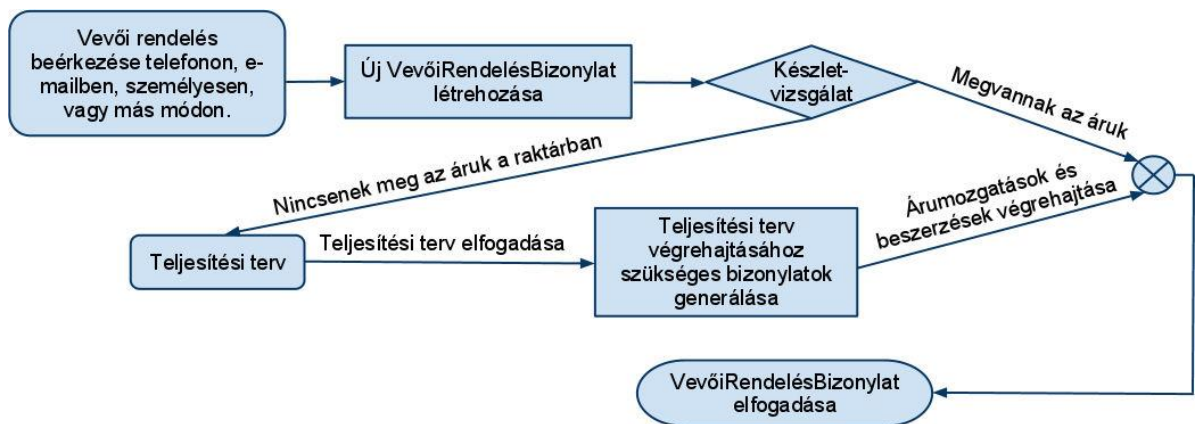 Vevői rendelés
beérkezése telefonon, e-
mailben, személyesen,
vagy más módon.
Új VevőiRendelésBizonylat
létrehozása
Készlet-
vizsgálat
Megvannak az áruk
Nincsenek meg az áruk a raktárban
Teljesítési terv
Teljesítési terv elfogadása
Teljesítési terv
végrehajtásához
szükséges bizonylatok
generálása
Árumozgatások és
beszerzések végrehajtása
VevőiRendelésBizonylat
elfogadása